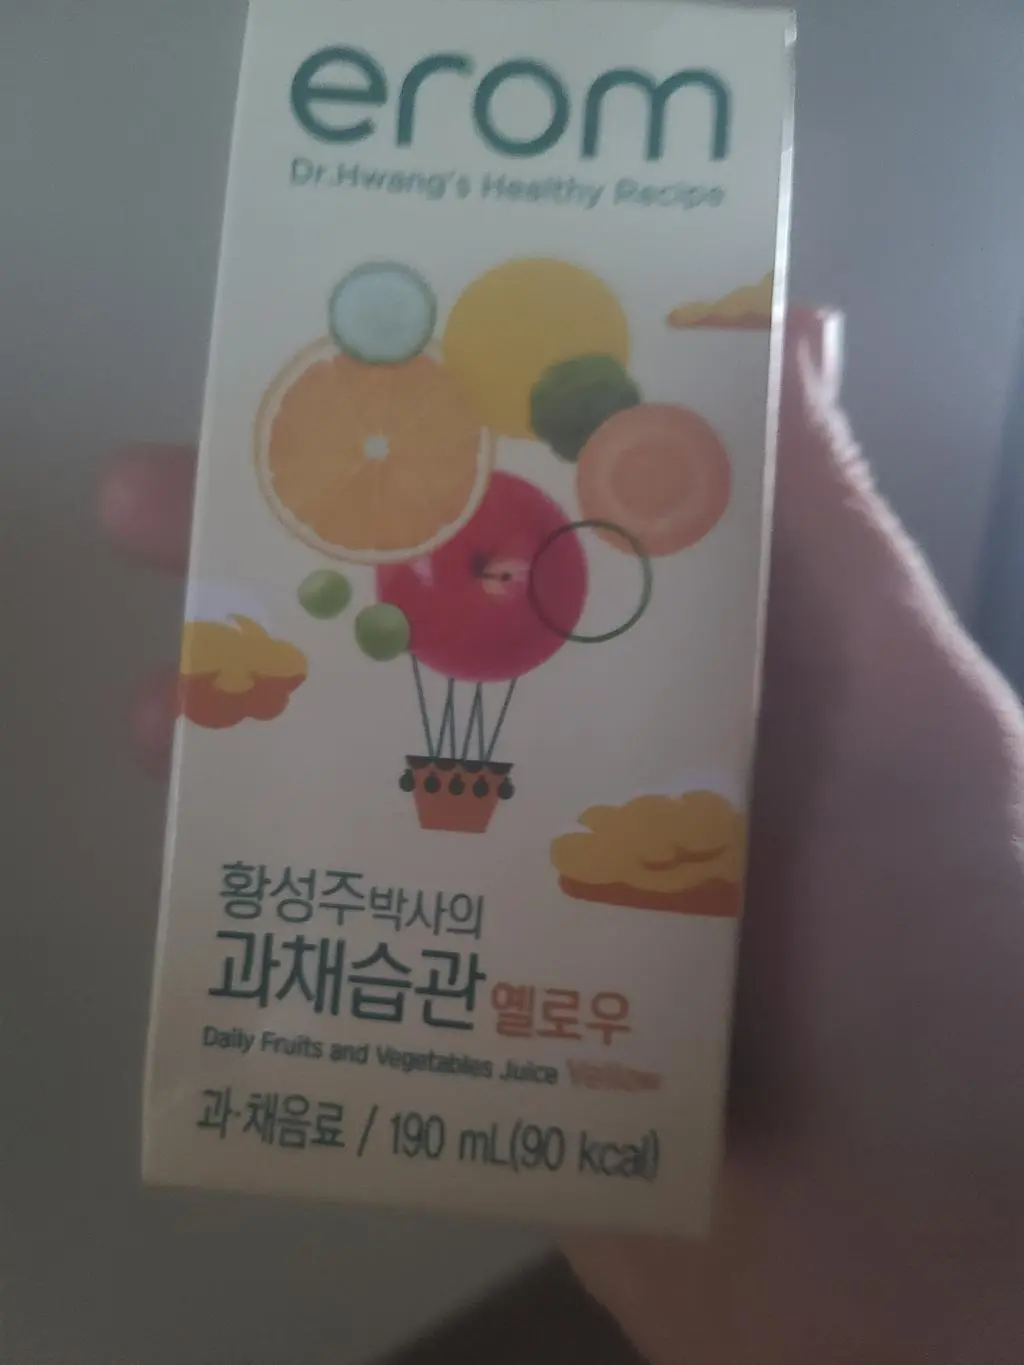 erom
Dr.Hwang's Healthy Recipe
황성주박사의
과채습관 옐로우
Daily Fruits and Vegetables Juice Yellow
과·채음료 / 190 mL(90 kcal)